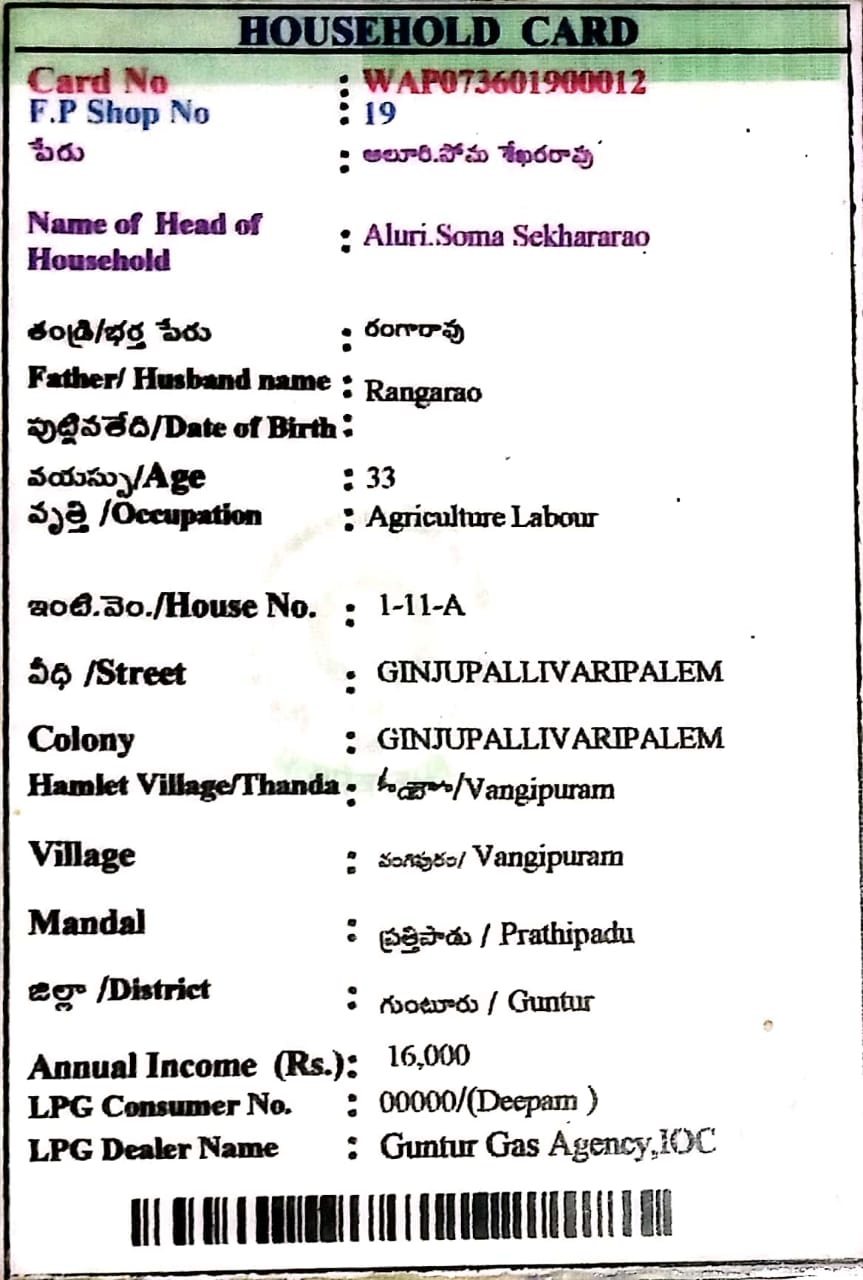 HOUSEHOLD CARD
Card No : WAP073601900012
F.P Shop No : 19
పేరు : ఆలూరి.సోమ శేఖరరావు
Name of Head of Household : Aluri.Soma Sekhararao
తండ్రి/భర్త పేరు : రంగారావు
Father/ Husband name : Rangarao
పుట్టినతేది/Date of Birth :
వయస్సు/Age : 33
వృత్తి /Occupation : Agriculture Labour
ఇంటి.నెం./House No. : 1-11-A
వీధి /Street : GINJUPALLIVARIPALEM
Colony : GINJUPALLIVARIPALEM
Hamlet Village/Thanda : /Vangipuram
Village : వంగిపురం/ Vangipuram
Mandal : ప్రత్తిపాడు / Prathipadu
జిల్లా /District : గుంటూరు / Guntur
Annual Income (Rs.): 16,000
LPG Consumer No. : 00000/(Deepam )
LPG Dealer Name : Guntur Gas Agency,IOC